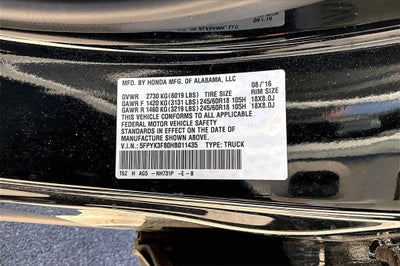 MFD. BY HONDA MFG. OF ALABAMA, LLC 08/'16
GVWR 2730 KG(6019 LBS) TIRE SIZE RIM SIZE
GAWR F 1420 KG(3131 LBS) 245/60R18 105H 18X8.0J
GAWR R 1460 KG(3219 LBS) 245/60R18 105H 18X8.0J
THIS VEHICLE CONFORMS TO ALL APPLICABLE
FEDERAL MOTOR VEHICLE SAFETY
STANDARDS IN EFFECT ON THE DATE OF
MANUFACTURE SHOWN ABOVE.
V.I.N.: 5FPYK3F80HB011435 TYPE: TRUCK
T6Z H AG5 -NH731P -E -B